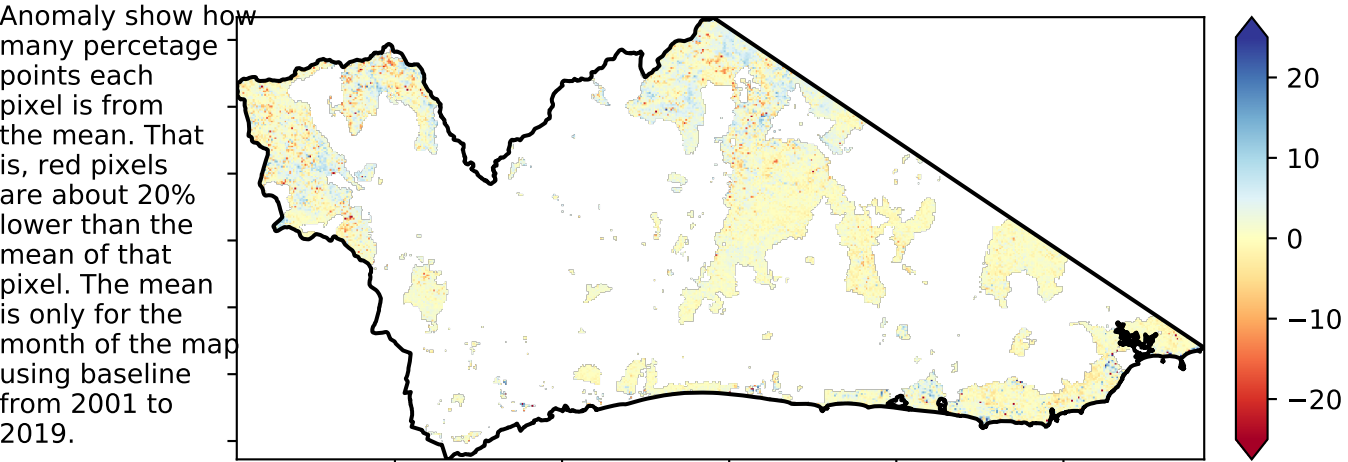 Anomaly show how
many percetage
points each
pixel is from
the mean. That
is, red pixels
are about 20%
lower than the
mean of that
pixel. The mean
is only for the
month of the map
using baseline
from 2001 to
2019.
20
10
0
−10
−20